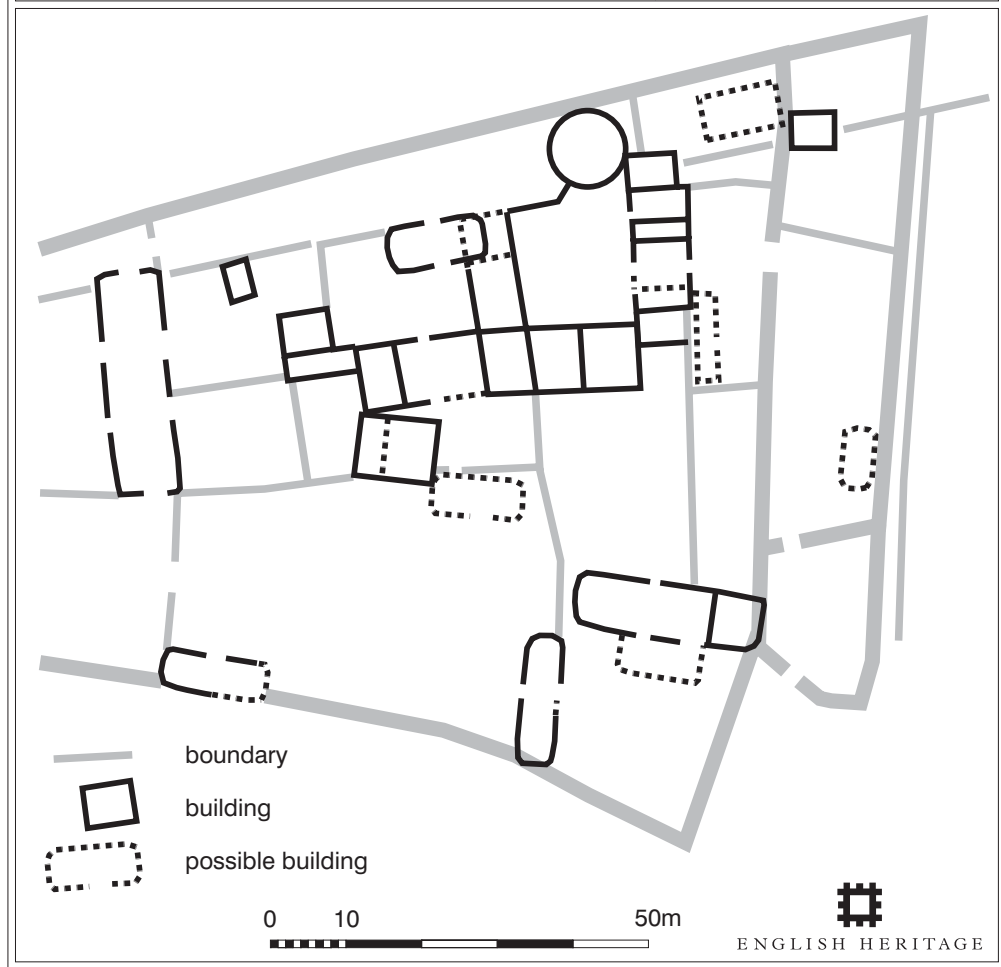 boundary
building
possible building
0 10 50m
ENGLISH HERITAGE